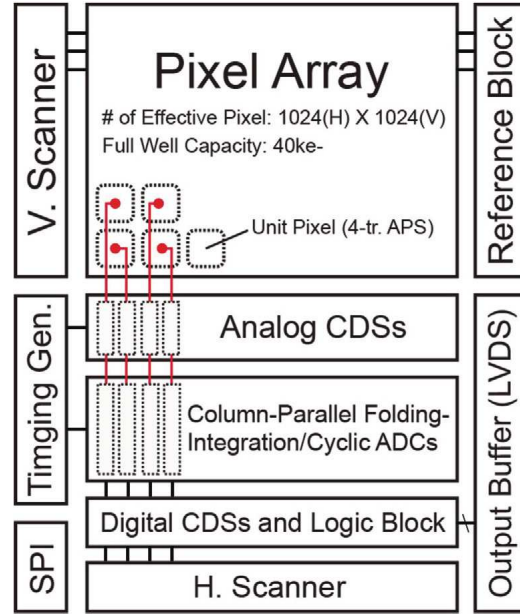 V. Scanner
Pixel Array
# of Effective Pixel: 1024(H) X 1024(V)
Full Well Capacity: 40ke-
Unit Pixel (4-tr. APS)
Reference Block
Timging Gen.
Analog CDSs
Column-Parallel Folding-
Integration/Cyclic ADCs
Output Buffer (LVDS)
Digital CDSs and Logic Block
SPI
H. Scanner